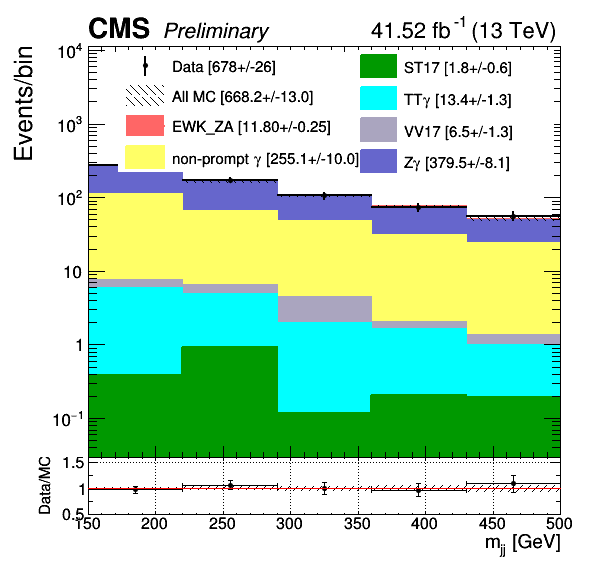 CMS Preliminary 41.52 fb⁻¹ (13 TeV)
Events/bin
Data [678+/-26]
All MC [668.2+/-13.0]
EWK_ZA [11.80+/-0.25]
non-prompt γ [255.1+/-10.0]
ST17 [1.8+/-0.6]
TTγ [13.4+/-1.3]
VV17 [6.5+/-1.3]
Zγ [379.5+/-8.1]
10⁴
10³
10²
10
1
10⁻¹
Data/MC
1.5
1
0.5
150 200 250 300 350 400 450 500
m_jj [GeV]